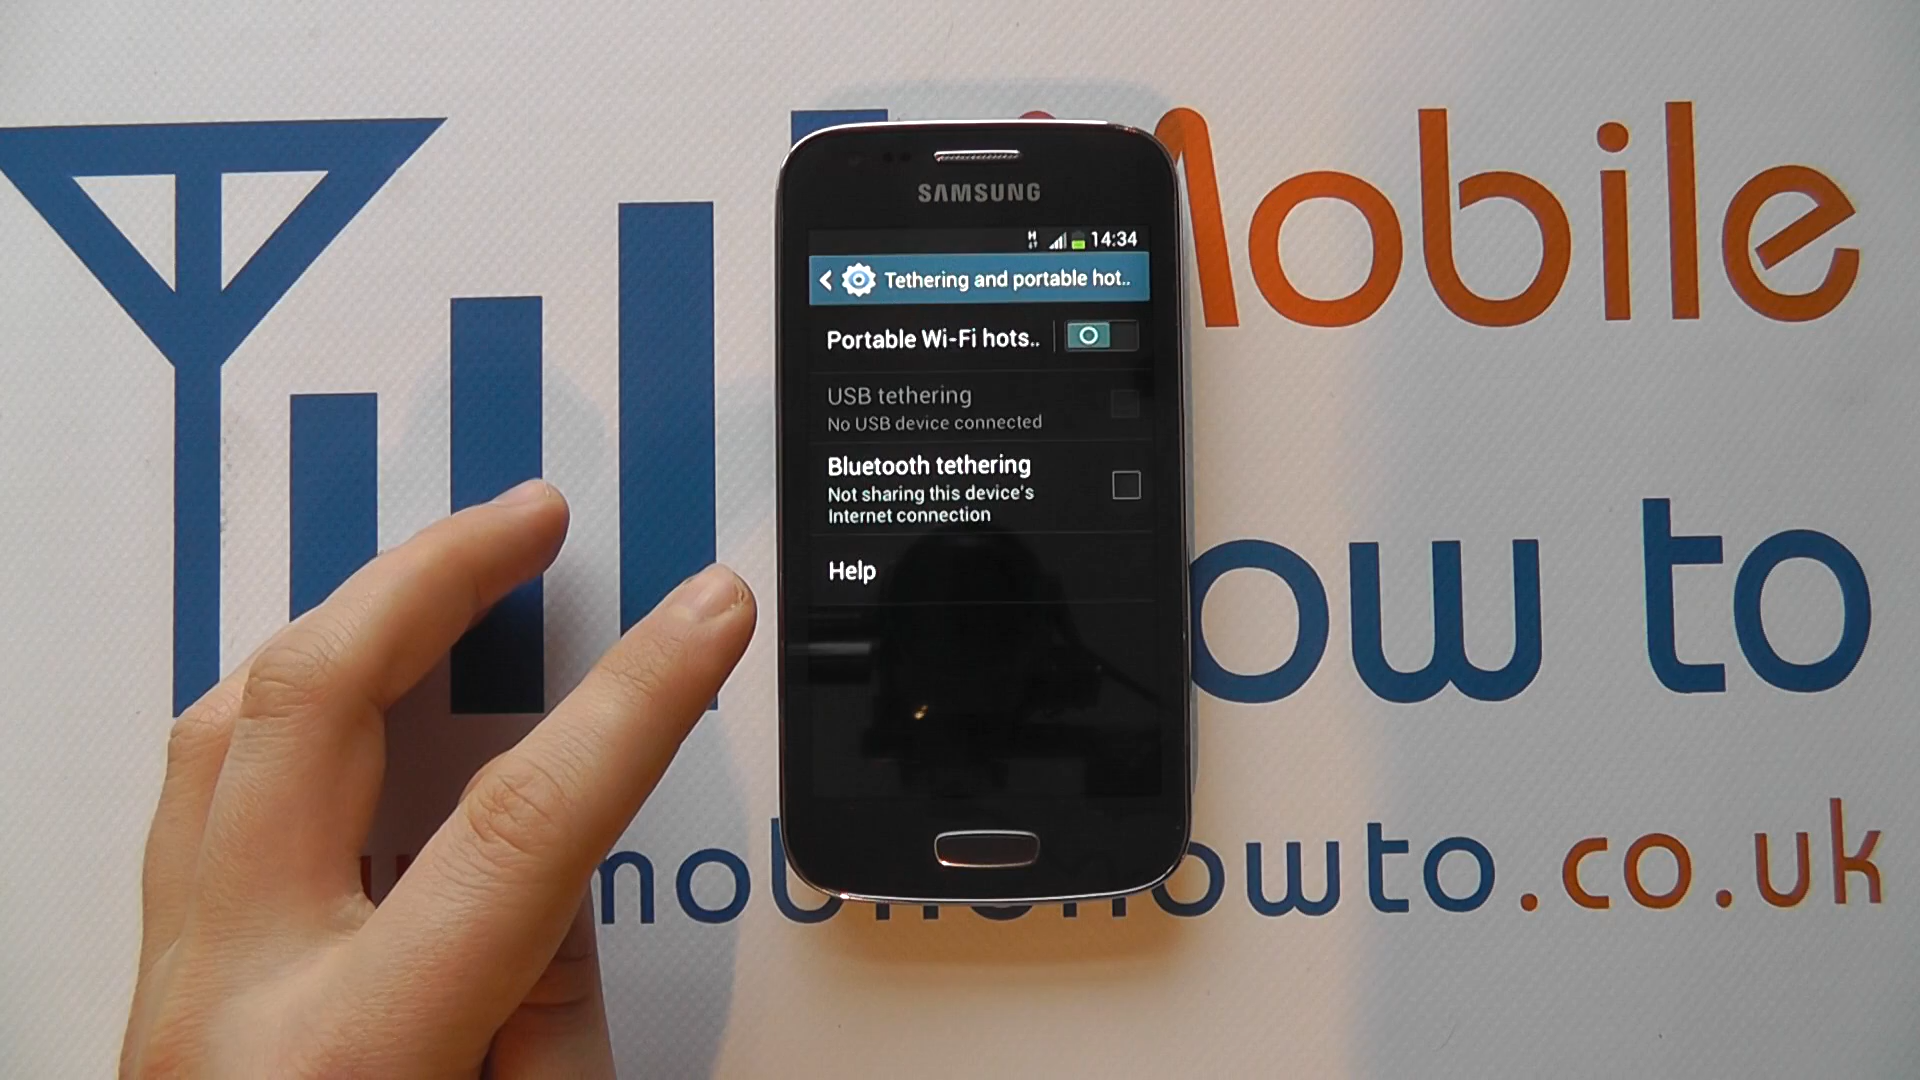 Mobile
SAMSUNG
H 14:34
Tethering and portable hot..
Portable Wi-Fi hots..
USB tethering
No USB device connected
Bluetooth tethering
Not sharing this device's
Internet connection
Help
ow to
mobilehowto.co.uk